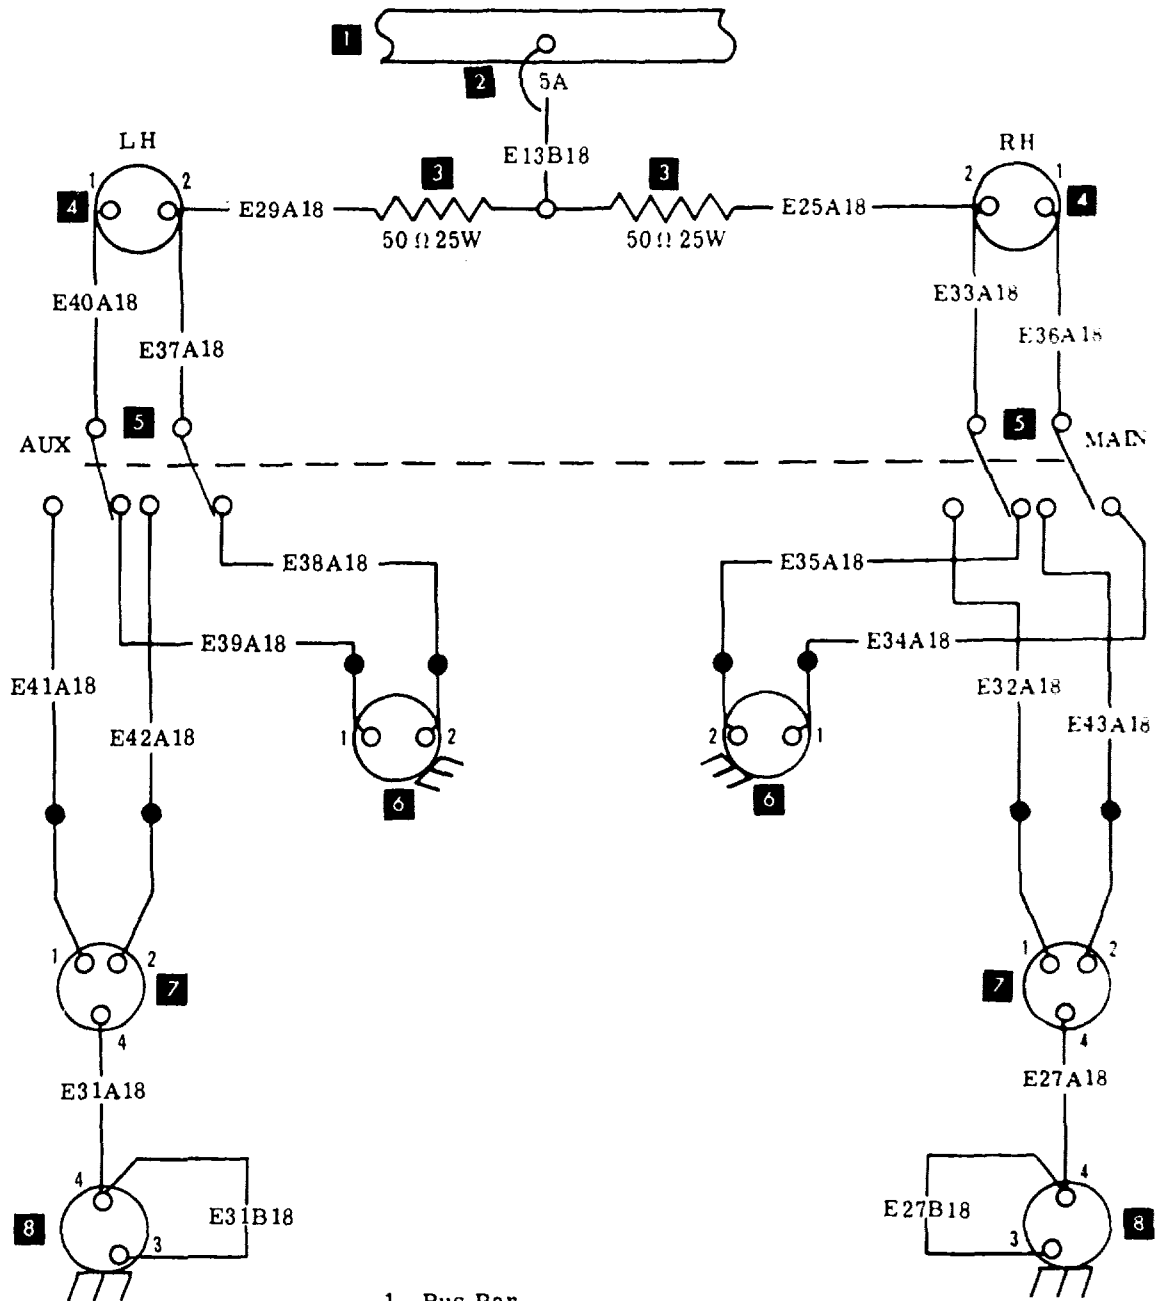 1
2
5A
LH
RH
E13B18
3
3
1
2
2
1
4
4
E29A18
E25A18
50 Ω 25W
50 Ω 25W
E40A18
E33A18
E36A18
E37A18
5
5
AUX
MAIN
E38A18
E35A18
E39A18
E34A18
E41A18
E32A18
E42A18
E43A18
1
2
2
1
6
6
1
2
1
2
7
7
4
4
E31A18
E27A18
4
4
8
E31B18
E27B18
8
3
3
1 Bus Bar